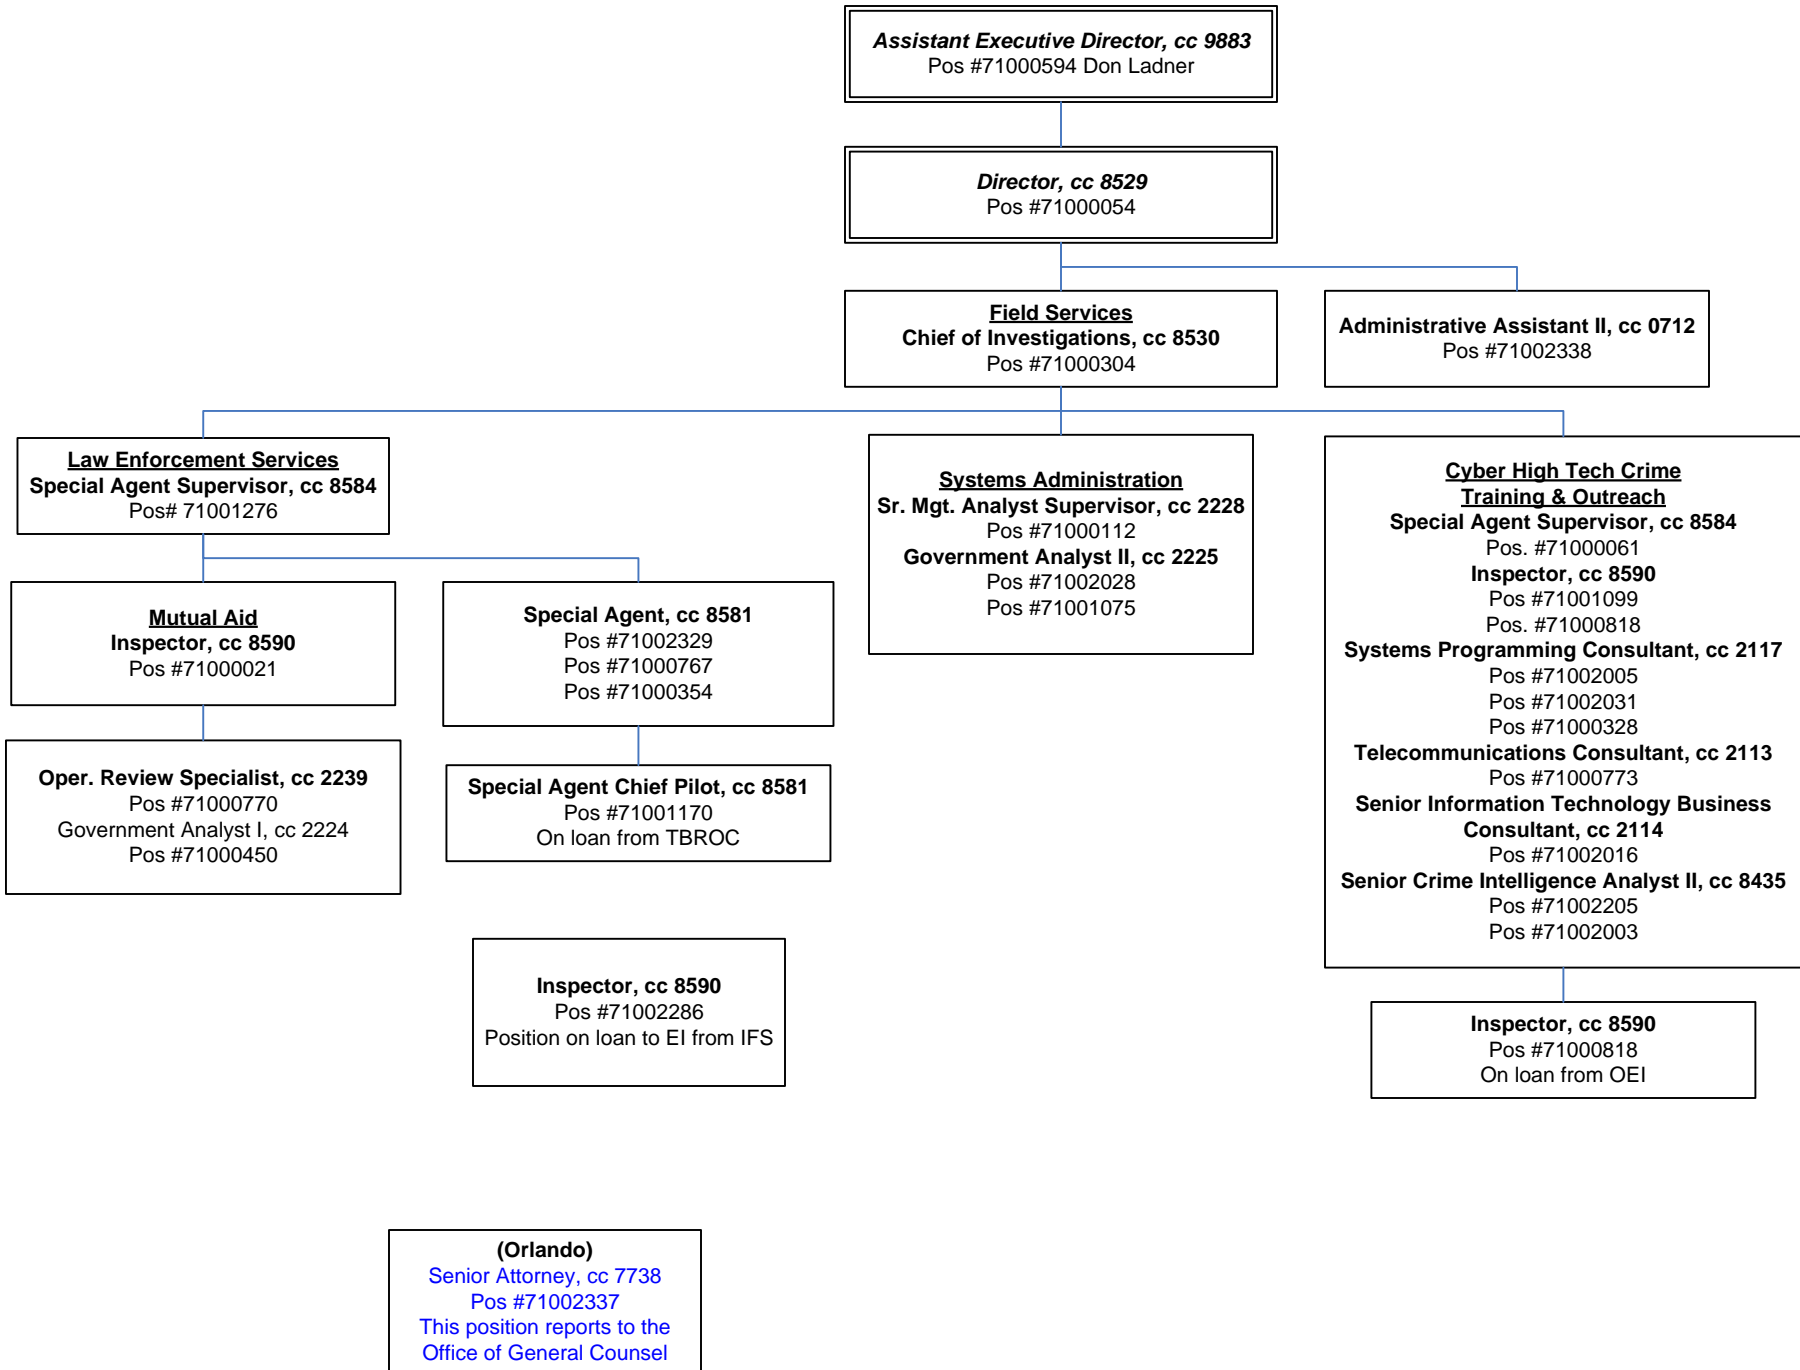 Assistant Executive Director, cc 9883
Pos #71000594 Don Ladner
Director, cc 8529
Pos #71000054
Field Services
Chief of Investigations, cc 8530
Pos #71000304
Administrative Assistant II, cc 0712
Pos #71002338
Law Enforcement Services
Special Agent Supervisor, cc 8584
Pos# 71001276
Mutual Aid
Inspector, cc 8590
Pos #71000021
Oper. Review Specialist, cc 2239
Pos #71000770
Government Analyst I, cc 2224
Pos #71000450
Special Agent, cc 8581
Pos #71002329
Pos #71000767
Pos #71000354
Special Agent Chief Pilot, cc 8581
Pos #71001170
On loan from TBROC
Inspector, cc 8590
Pos #71002286
Position on loan to EI from IFS
Systems Administration
Sr. Mgt. Analyst Supervisor, cc 2228
Pos #71000112
Government Analyst II, cc 2225
Pos #71002028
Pos #71001075
Cyber High Tech Crime
Training & Outreach
Special Agent Supervisor, cc 8584
Pos. #71000061
Inspector, cc 8590
Pos #71001099
Pos. #71000818
Systems Programming Consultant, cc 2117
Pos #71002005
Pos #71002031
Pos #71000328
Telecommunications Consultant, cc 2113
Pos #71000773
Senior Information Technology Business
Consultant, cc 2114
Pos #71002016
Senior Crime Intelligence Analyst II, cc 8435
Pos #71002205
Pos #71002003
Inspector, cc 8590
Pos #71000818
On loan from OEI
(Orlando)
Senior Attorney, cc 7738
Pos #71002337
This position reports to the
Office of General Counsel